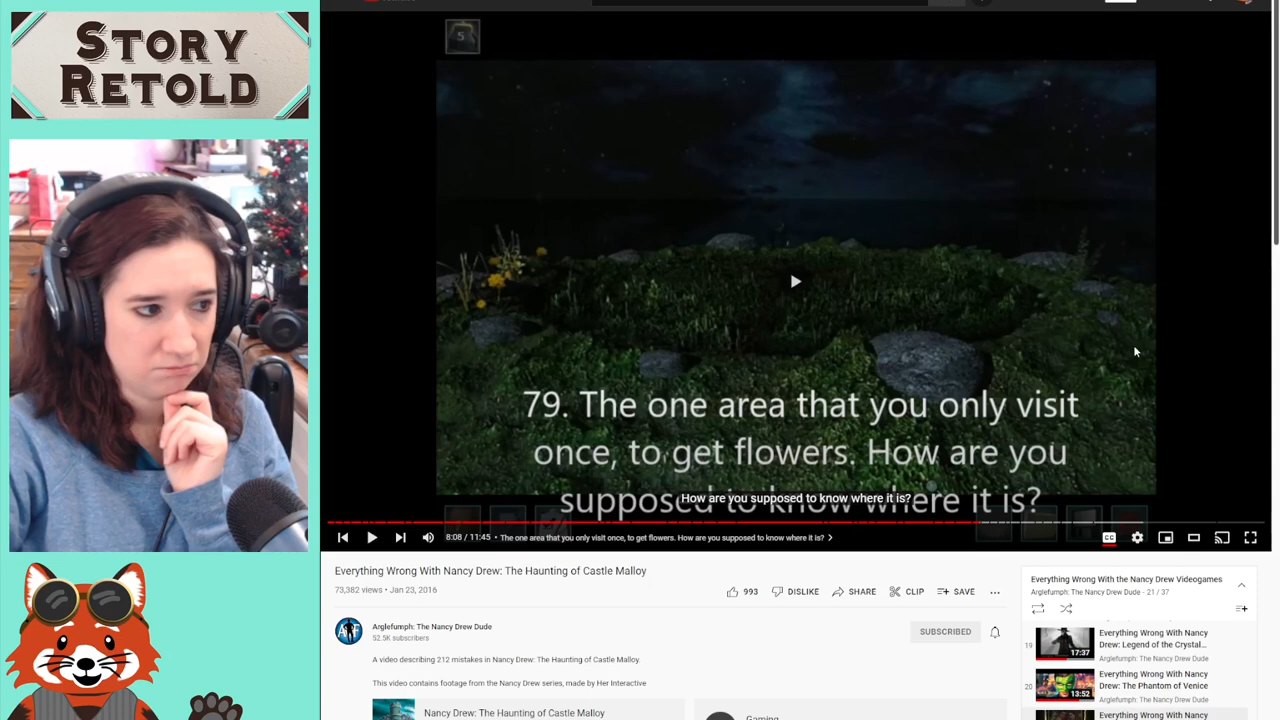 STORY
RETOLD
5
79. The one area that you only visit
once, to get flowers. How are you
supposed to know where it is?
How are you supposed to know where it is?
8:08 / 11:45 • The one area that you only visit once, to get flowers. How are you supposed to know where it is?
CC
Everything Wrong With Nancy Drew: The Haunting of Castle Malloy
73,382 views • Jan 23, 2016
993
DISLIKE
SHARE
CLIP
SAVE
Arglefumph: The Nancy Drew Dude
52.5K subscribers
SUBSCRIBED
A video describing 212 mistakes in Nancy Drew: The Haunting of Castle Malloy.
This video contains footage from the Nancy Drew series, made by Her Interactive
Nancy Drew: The Haunting of Castle Malloy
Gaming
Everything Wrong With the Nancy Drew Videogames
Arglefumph: The Nancy Drew Dude - 21 / 37
19
17:37
Everything Wrong With Nancy
Drew: Legend of the Crystal...
Arglefumph: The Nancy Drew Dude
20
13:52
Everything Wrong With Nancy
Drew: The Phantom of Venice
Arglefumph: The Nancy Drew Dude
Everything Wrong With Nancy